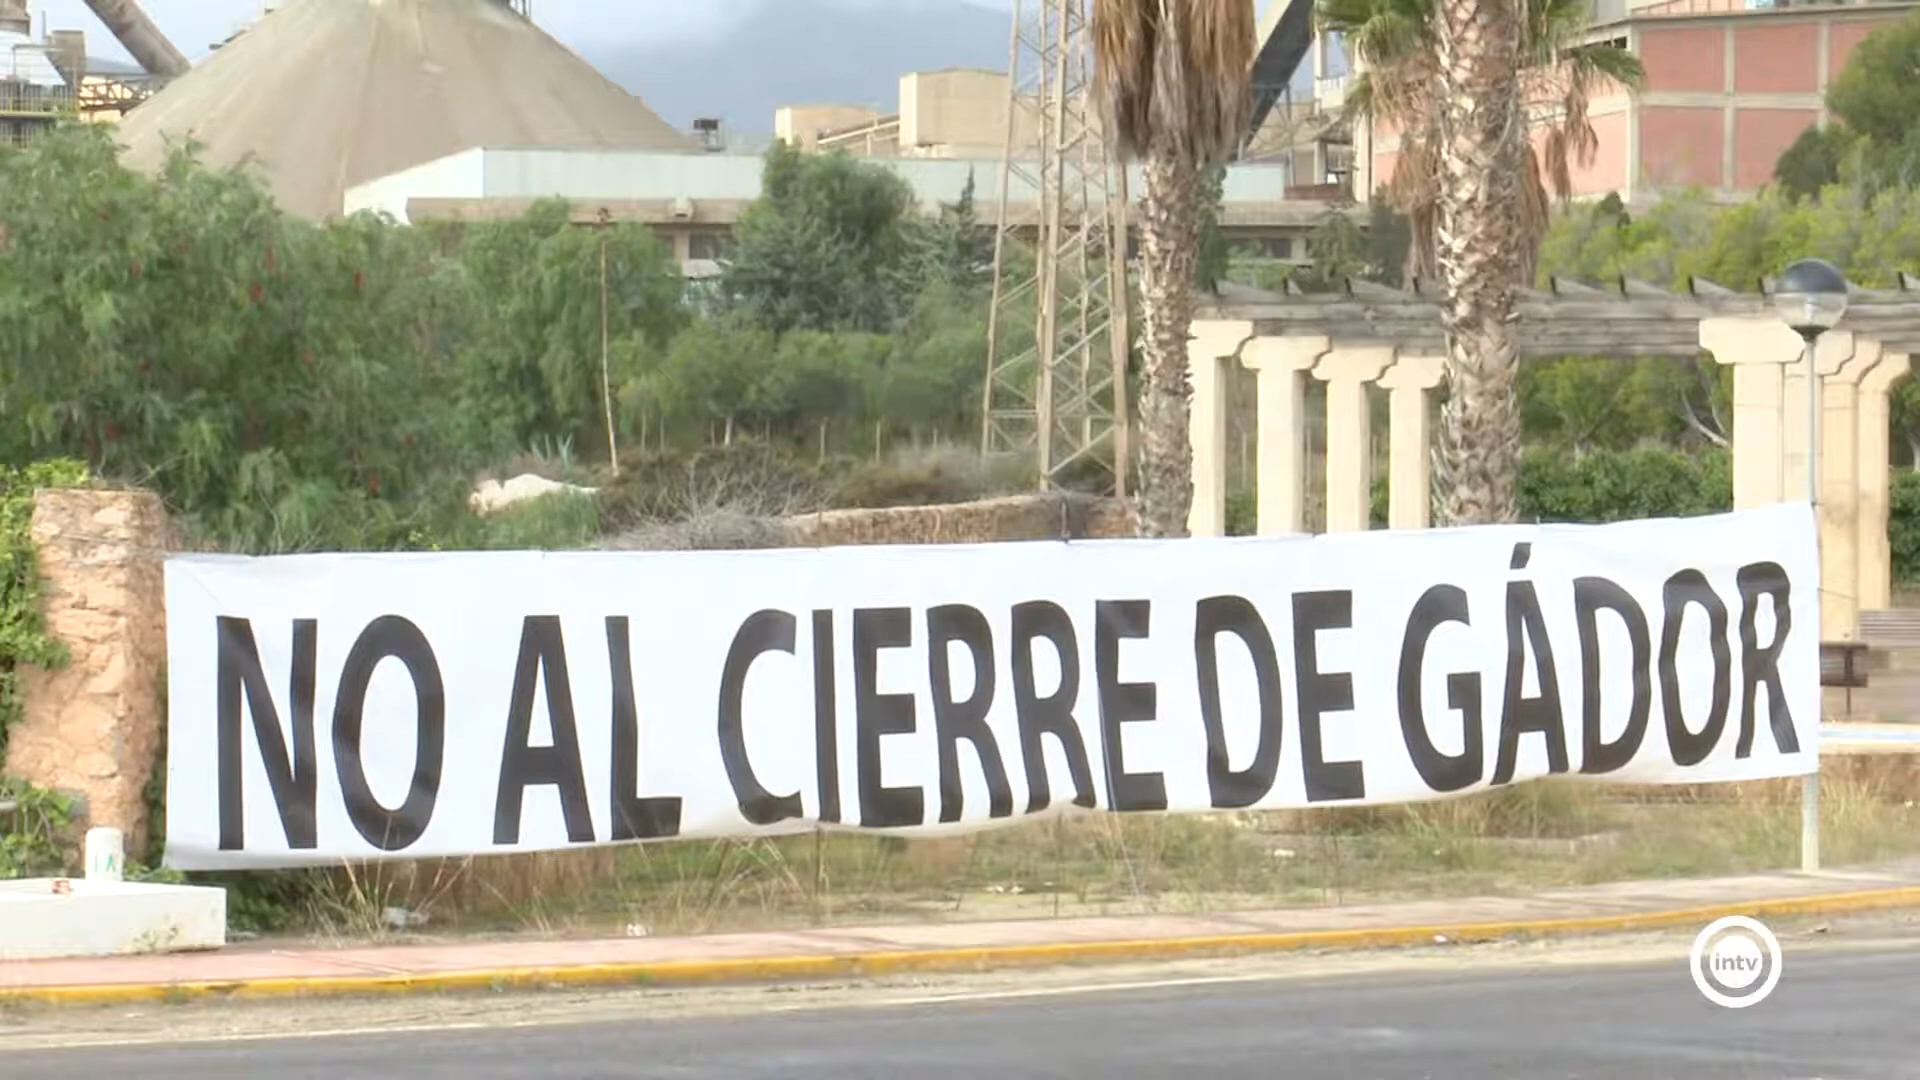 NO AL CIERRE DE GÁDOR
intv